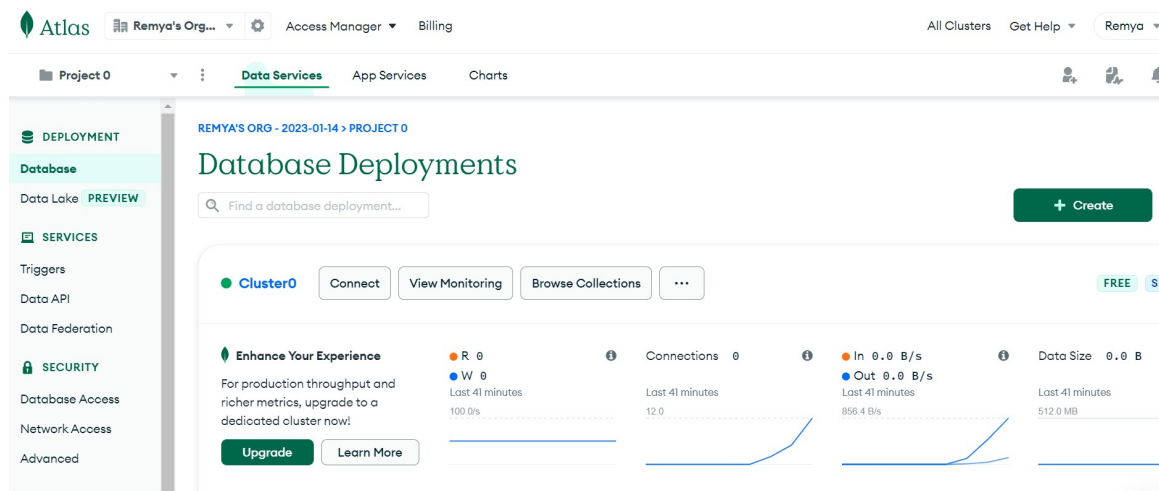 Atlas Remya's Org... Access Manager Billing All Clusters Get Help Remya
Project 0 Data Services App Services Charts
DEPLOYMENT
Database
Data Lake PREVIEW
SERVICES
Triggers
Data API
Data Federation
SECURITY
Database Access
Network Access
Advanced
REMYA'S ORG - 2023-01-14 > PROJECT 0
Database Deployments
Find a database deployment...
+ Create
Cluster0 Connect View Monitoring Browse Collections ... FREE S
Enhance Your Experience
For production throughput and
richer metrics, upgrade to a
dedicated cluster now!
Upgrade Learn More
R 0
W 0
Last 41 minutes
100.0/s
Connections 0
Last 41 minutes
12.0
In 0.0 B/s
Out 0.0 B/s
Last 41 minutes
856.4 B/s
Data Size 0.0 B
Last 41 minutes
512.0 MB